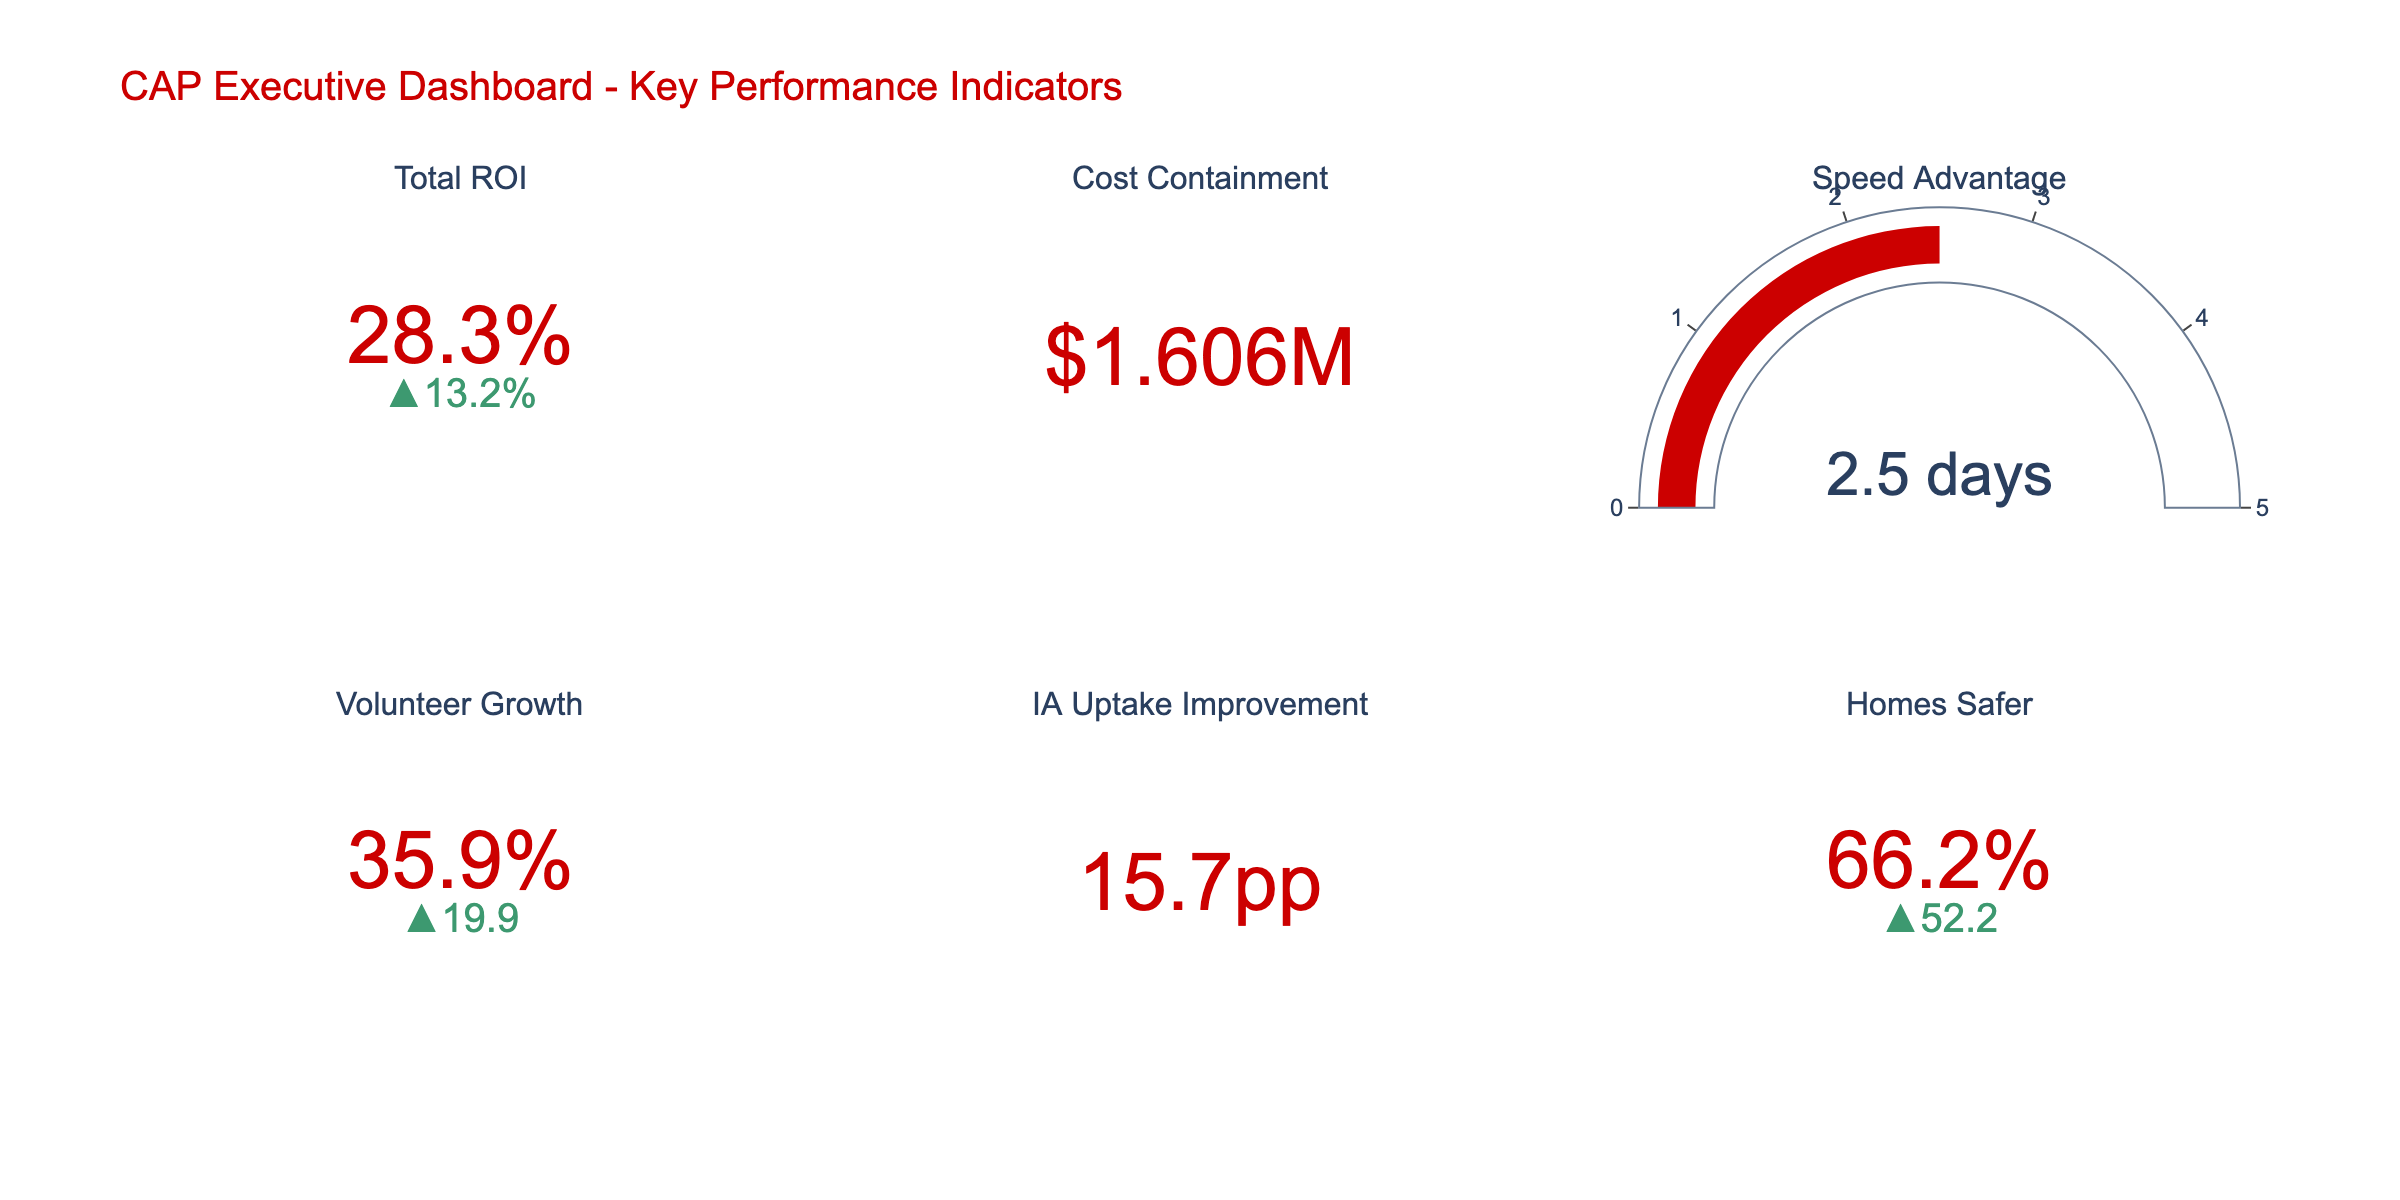 CAP Executive Dashboard - Key Performance Indicators
Total ROI
28.3%
▲13.2%
Cost Containment
$1.606M
Speed Advantage
0
1
2
3
4
5
2.5 days
Volunteer Growth
35.9%
▲19.9
IA Uptake Improvement
15.7pp
Homes Safer
66.2%
▲52.2